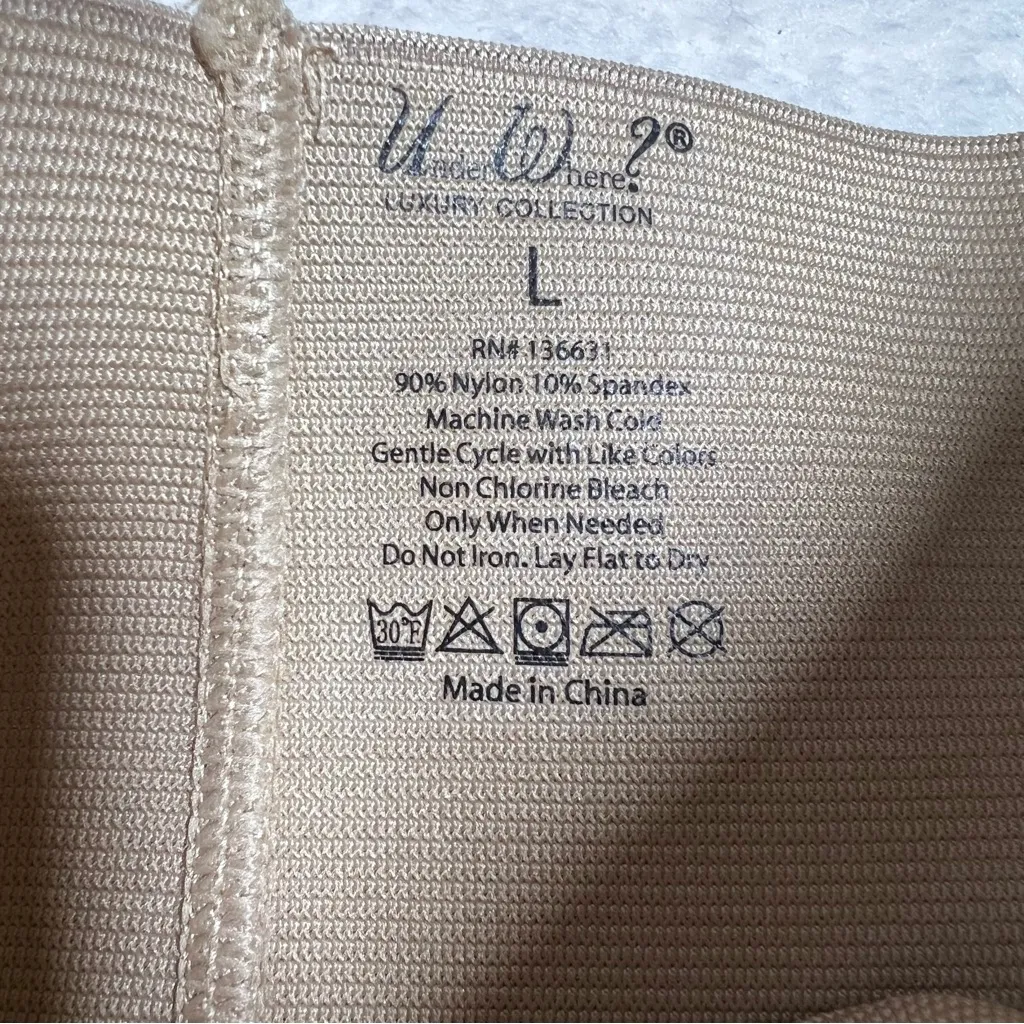 UnderWhere?®
LUXURY COLLECTION
L
RN# 136631
90% Nylon 10% Spandex
Machine Wash Cold
Gentle Cycle with Like Colors
Non Chlorine Bleach
Only When Needed
Do Not Iron. Lay Flat to Dry
30°F
Made in China